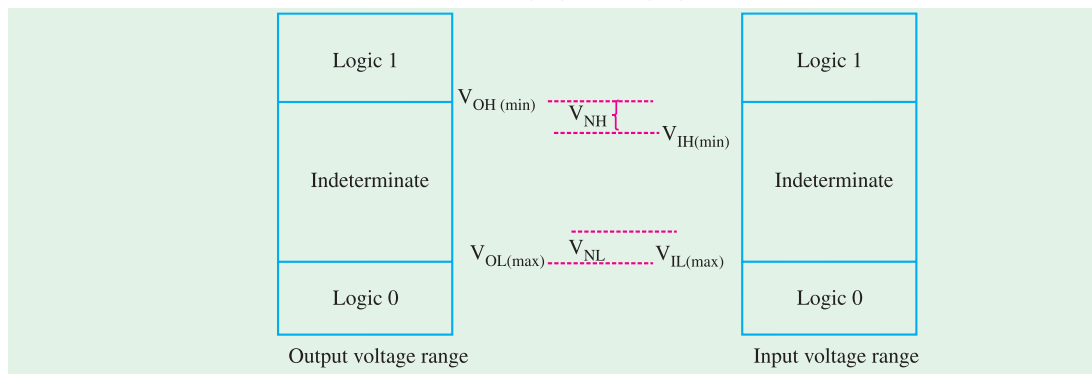 Logic 1
Logic 1
V_OH (min)
V_NH
V_IH(min)
Indeterminate
Indeterminate
V_OL(max)
V_NL
V_IL(max)
Logic 0
Logic 0
Output voltage range
Input voltage range